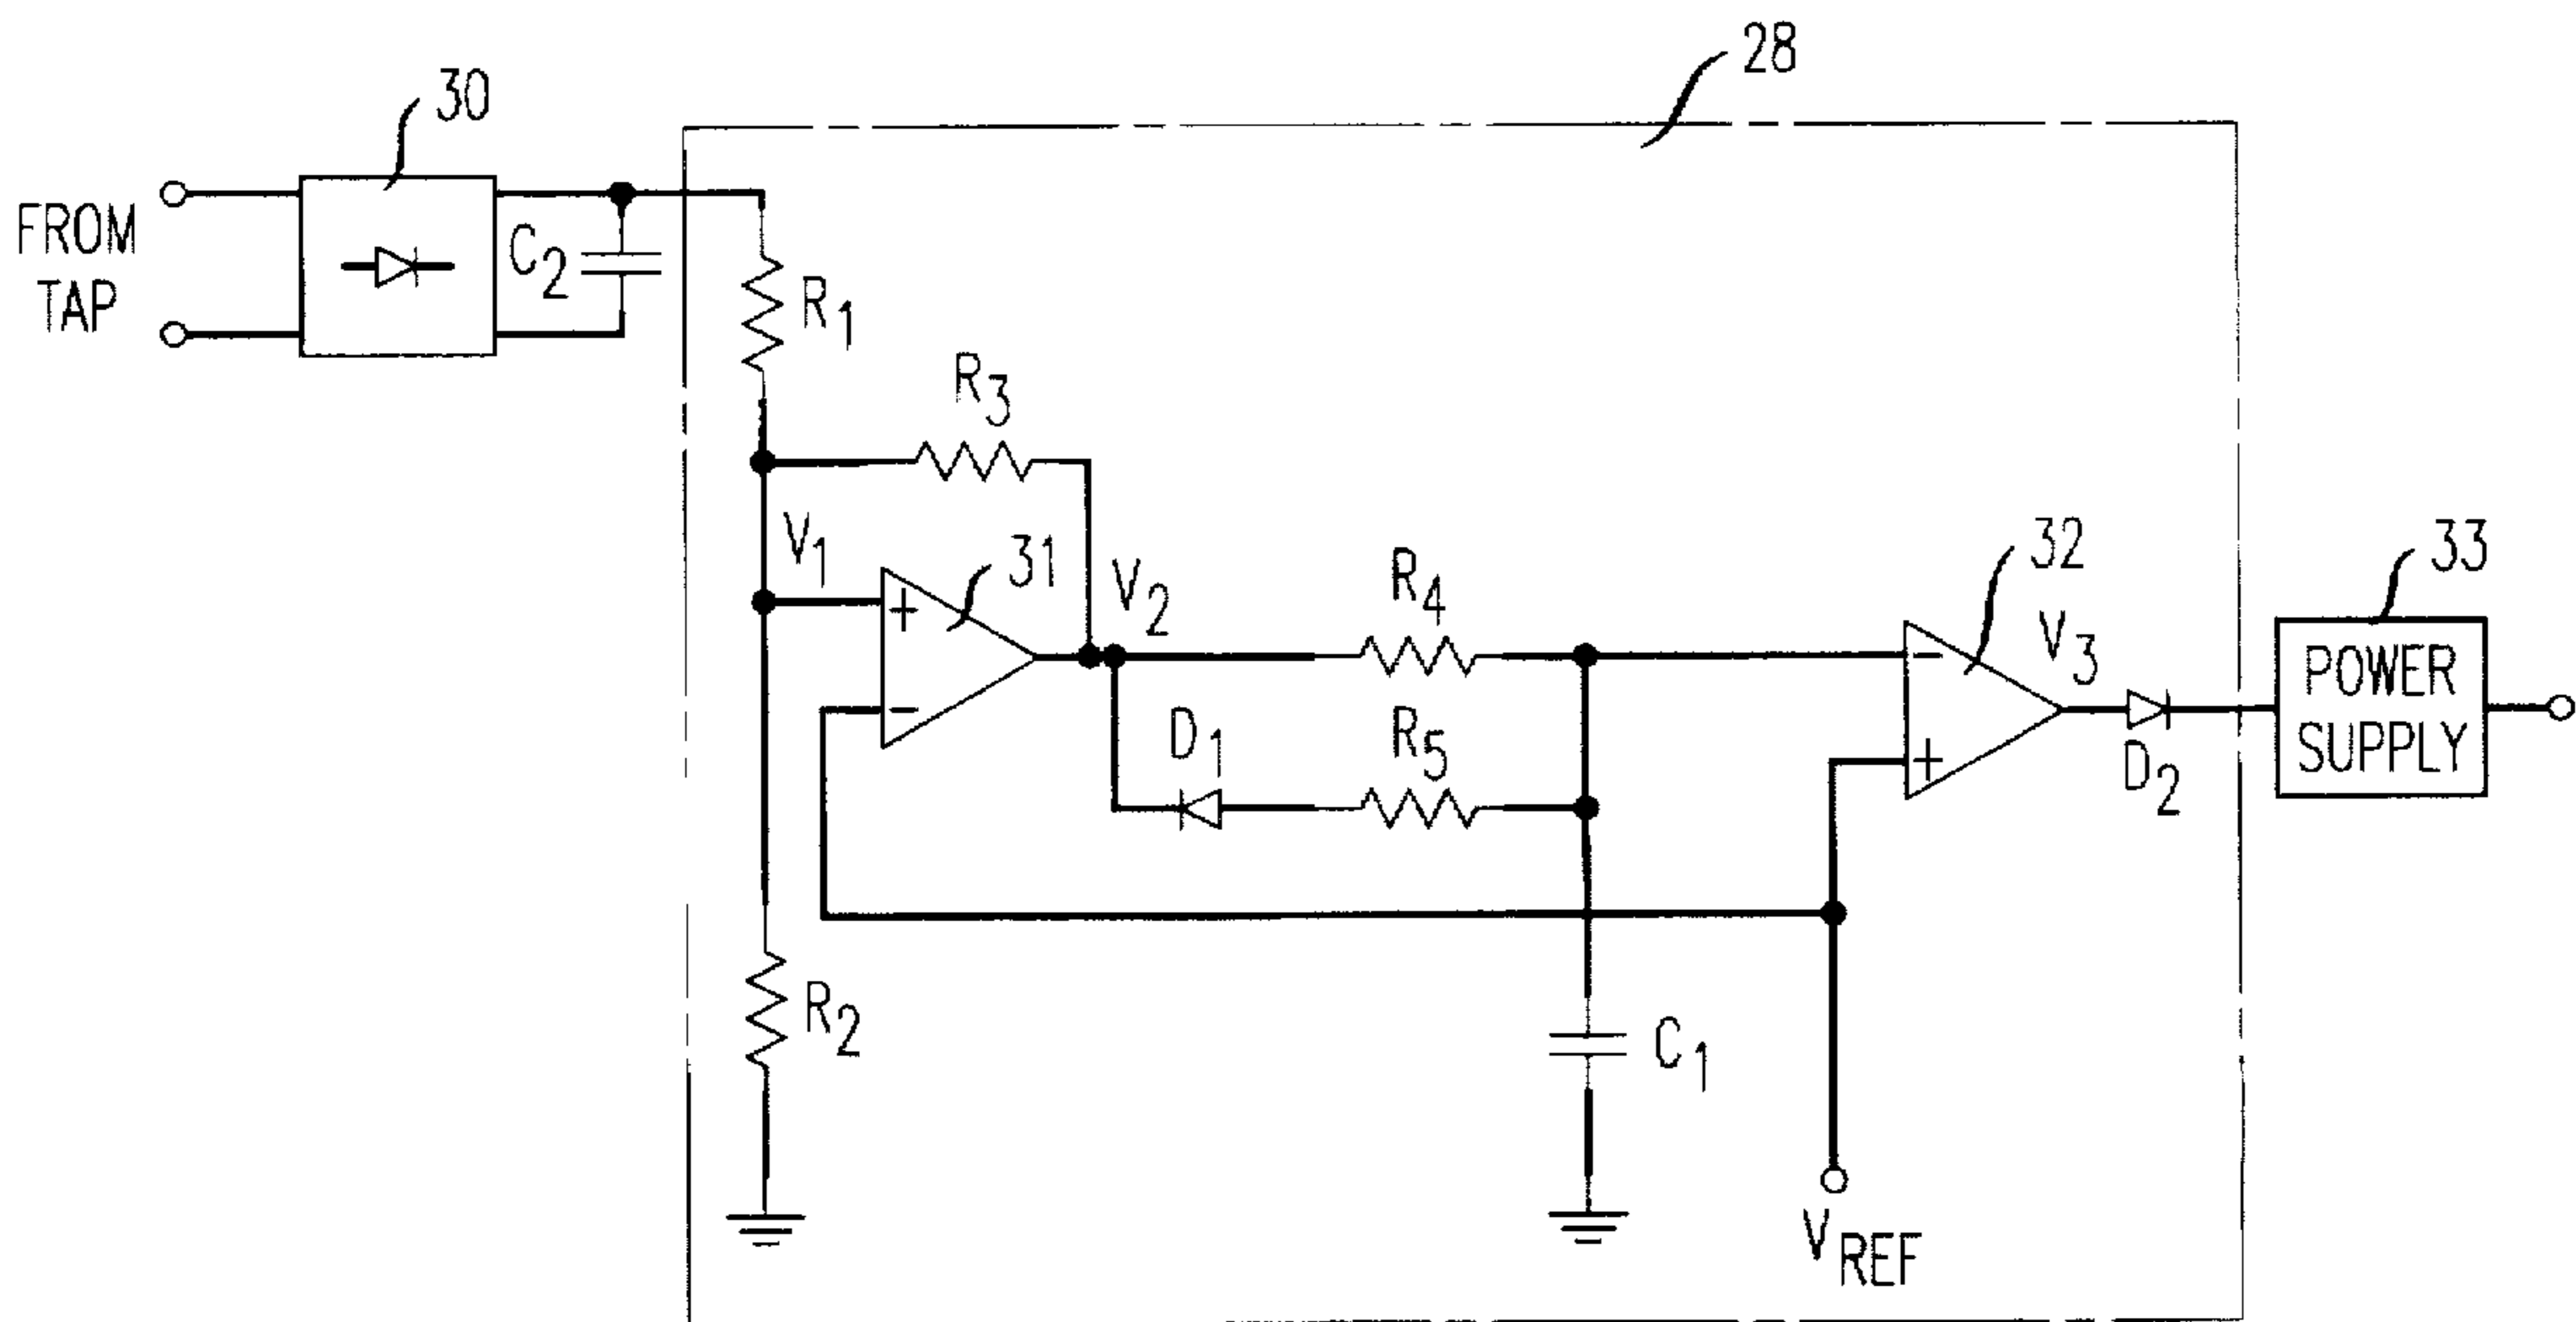 28
30
FROM
TAP
C2
R1
R3
V1
31
V2
R4
32
V3
33
POWER
SUPPLY
+
-
-
+
D1
R5
D2
R2
C1
VREF